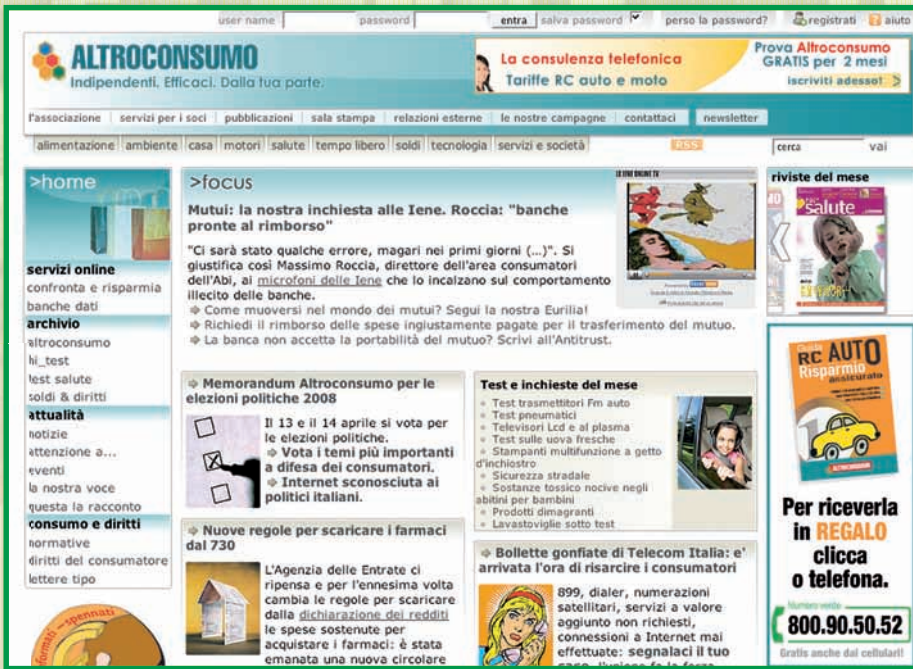 user name password entra salva password perso la password? registrati aiuto
ALTROCONSUMO
Indipendenti. Efficaci. Dalla tua parte.
La consulenza telefonica
Tariffe RC auto e moto
Prova Altroconsumo
GRATIS per 2 mesi
iscriviti adesso! >
l'associazione servizi per i soci pubblicazioni sala stampa relazioni esterne le nostre campagne contattaci newsletter
alimentazione ambiente casa motori salute tempo libero soldi tecnologia servizi e società RSS cerca vai
>home
servizi online
confronta e risparmia
banche dati
archivio
altroconsumo
hi_test
test salute
soldi & diritti
attualità
notizie
attenzione a...
eventi
la nostra voce
questa la racconto
consumo e diritti
normative
diritti del consumatore
lettere tipo
spennati
>focus
Mutui: la nostra inchiesta alle Iene. Roccia: "banche
pronte al rimborso"
"Ci sarà stato qualche errore, magari nei primi giorni (...)". Si
giustifica così Massimo Roccia, direttore dell'area consumatori
dell'Abi, ai microfoni delle Iene che lo incalzano sul comportamento
illecito delle banche.
Come muoversi nel mondo dei mutui? Segui la nostra Eurilia!
Richiedi il rimborso delle spese ingiustamente pagate per il trasferimento del mutuo.
La banca non accetta la portabilità del mutuo? Scrivi all'Antitrust.
LE IENE ONLINE TV
Memorandum Altroconsumo per le
elezioni politiche 2008
Il 13 e il 14 aprile si vota per
le elezioni politiche.
Vota i temi più importanti
a difesa dei consumatori.
Internet sconosciuta ai
politici italiani.
Nuove regole per scaricare i farmaci
dal 730
L'Agenzia delle Entrate ci
ripensa e per l'ennesima volta
cambia le regole per scaricare
dalla dichiarazione dei redditi
le spese sostenute per
acquistare i farmaci: è stata
emanata una nuova circolare
Test e inchieste del mese
Test trasmettitori Fm auto
Test pneumatici
Televisori Lcd e al plasma
Test sulle uova fresche
Stampanti multifunzione a getto
d'inchiostro
Sicurezza stradale
Sostanze tossico nocive negli
abitini per bambini
Prodotti dimagranti
Lavastoviglie sotto test
Bollette gonfiate di Telecom Italia: e'
arrivata l'ora di risarcire i consumatori
899, dialer, numerazioni
satellitari, servizi a valore
aggiunto non richiesti,
connessioni a Internet mai
effettuate: segnalaci il tuo
caso, l'unione fa la forza
riviste del mese
salute
Guida
RC AUTO
Risparmio
assicurato
ALTROCONSUMO
Per riceverla
in REGALO
clicca
o telefona.
Numero verde
800.90.50.52
Gratis anche dai cellulari!